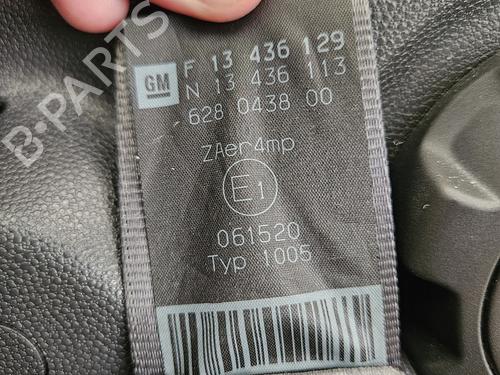 GM F 13 436 129
N 13 436 113
628 0438 00
ZAer4mp
E1
061520
Typ 1005
B-PARTS